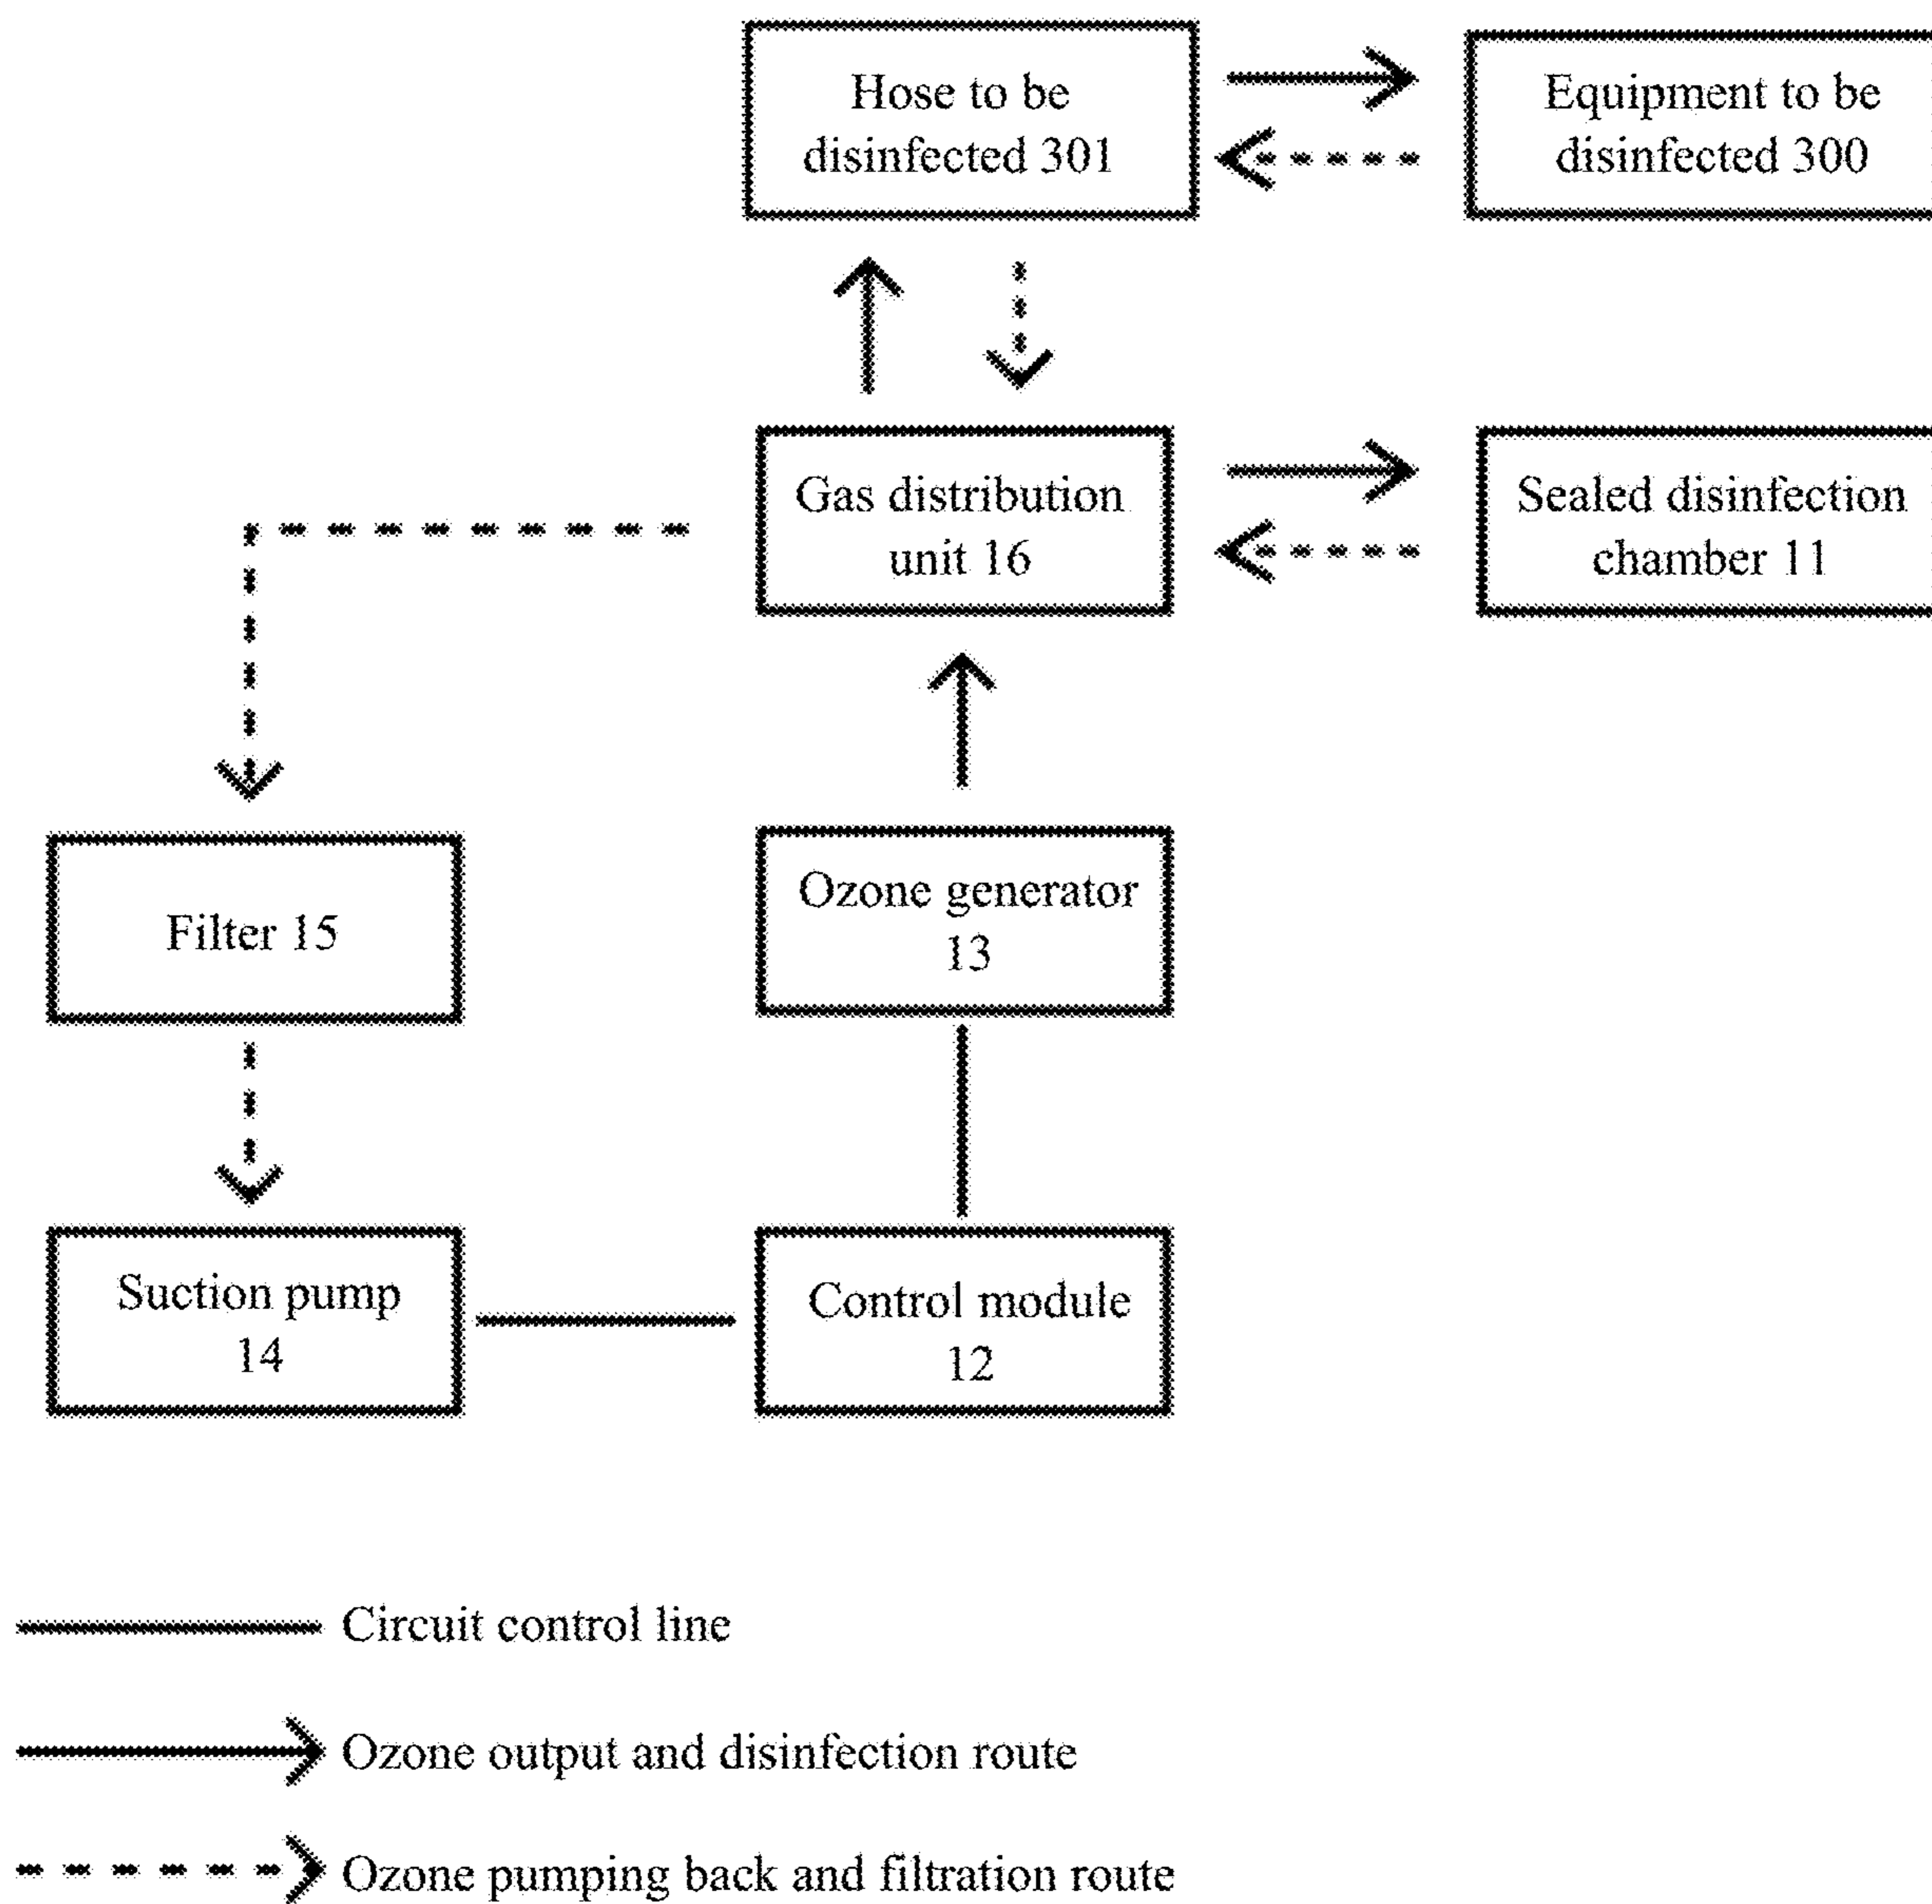 Hose to be
disinfected 301
Equipment to be
disinfected 300
Gas distribution
unit 16
Sealed disinfection
chamber 11
Filter 15
Ozone generator
13
Suction pump
14
Control module
12
Circuit control line
Ozone output and disinfection route
Ozone pumping back and filtration route